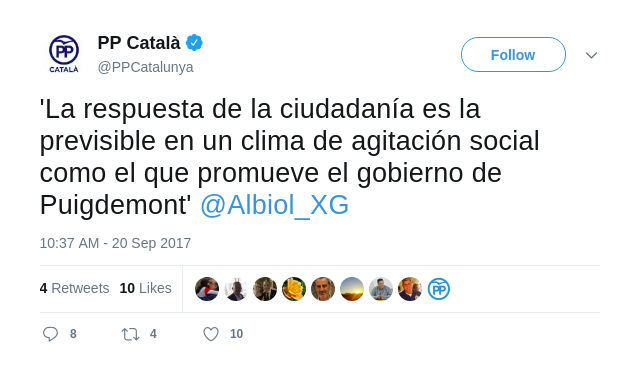 PP Català
@PPCatalunya
PP
CATALÀ
Follow
'La respuesta de la ciudadanía es la
previsible en un clima de agitación social
como el que promueve el gobierno de
Puigdemont' @Albiol_XG
10:37 AM - 20 Sep 2017
4 Retweets 10 Likes
PP
8 4 10